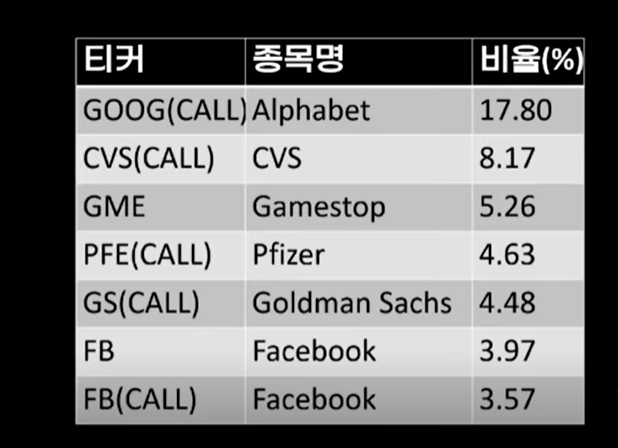 티커 종목명 비율(%)
GOOG(CALL) Alphabet 17.80
CVS(CALL) CVS 8.17
GME Gamestop 5.26
PFE(CALL) Pfizer 4.63
GS(CALL) Goldman Sachs 4.48
FB Facebook 3.97
FB(CALL) Facebook 3.57